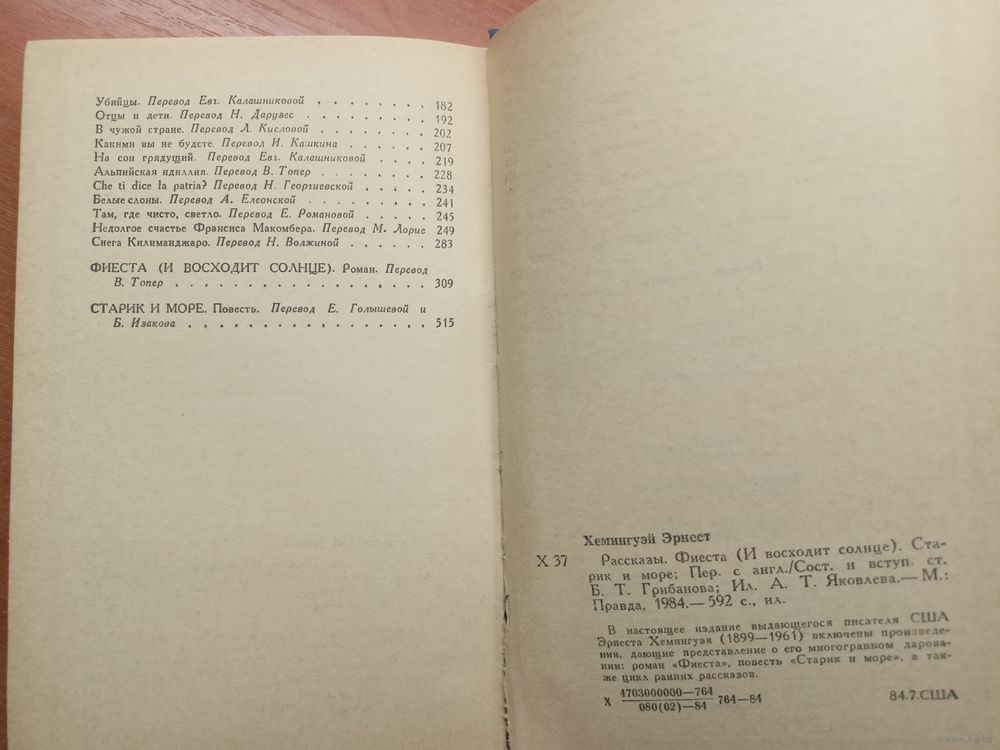 Убийцы. Перевод Евг. Калашниковой . . . . . . . . 182
Отцы и дети. Перевод Н. Дарузес . . . . . . . . 192
В чужой стране. Перевод Л. Кисловой . . . . . . . 202
Какими вы не будете. Перевод И. Кашкина . . . . . . 207
На сон грядущий. Перевод Евг. Калашниковой . . . . 219
Альпийская идиллия. Перевод В. Топер . . . . . . . 228
Che ti dice la patria? Перевод Н. Георгиевской . . . . 234
Белые слоны. Перевод А. Елеонской . . . . . . . . 241
Там, где чисто, светло. Перевод Е. Романовой . . . . . 245
Недолгое счастье Фрэнсиса Макомбера. Перевод М. Лорие 249
Снега Килиманджаро. Перевод Н. Волжиной . . . . . . 283
ФИЕСТА (И ВОСХОДИТ СОЛНЦЕ). Роман. Перевод
В. Топер . . . . . . . . . . . . . . . . . 309
СТАРИК И МОРЕ. Повесть. Перевод Е. Голышевой и
Б. Изакова . . . . . . . . . . . . . . . . 515
Хемингуэй Эрнест
Х 37 Рассказы. Фиеста (И восходит солнце). Ста-
рик и море; Пер. с англ./Сост. и вступ. ст.
Б. Т. Грибанова; Ил. А. Т. Яковлева.— М.:
Правда, 1984.— 592 с., ил.
В настоящее издание выдающегося писателя США
Эрнеста Хемингуэя (1899—1961) включены произведе-
ния, дающие представление о его многогранном дарова-
нии: роман «Фиеста», повесть «Старик и море», а так-
же цикл ранних рассказов.
Х 4703000000—764
080(02)—84 764—84
84.7.США